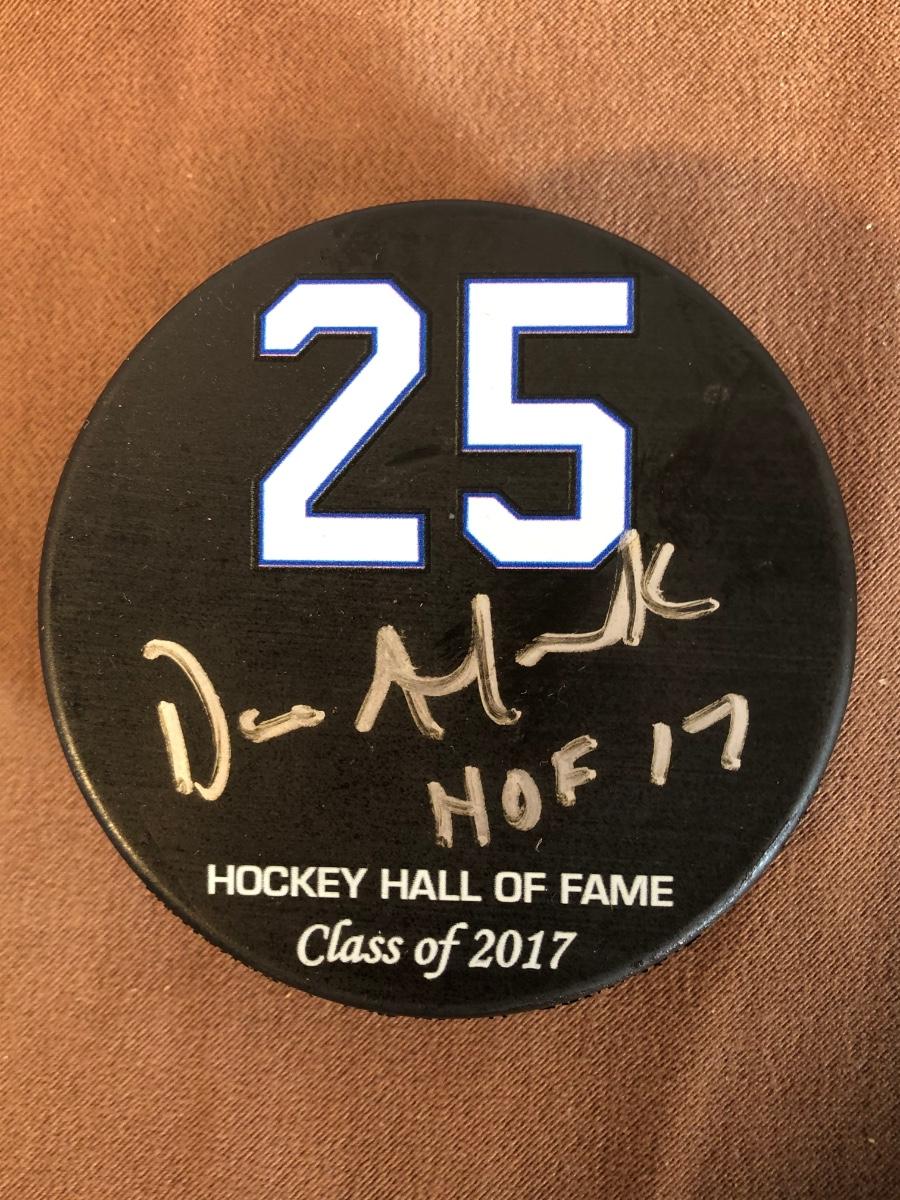 25
HOF 17
HOCKEY HALL OF FAME
Class of 2017